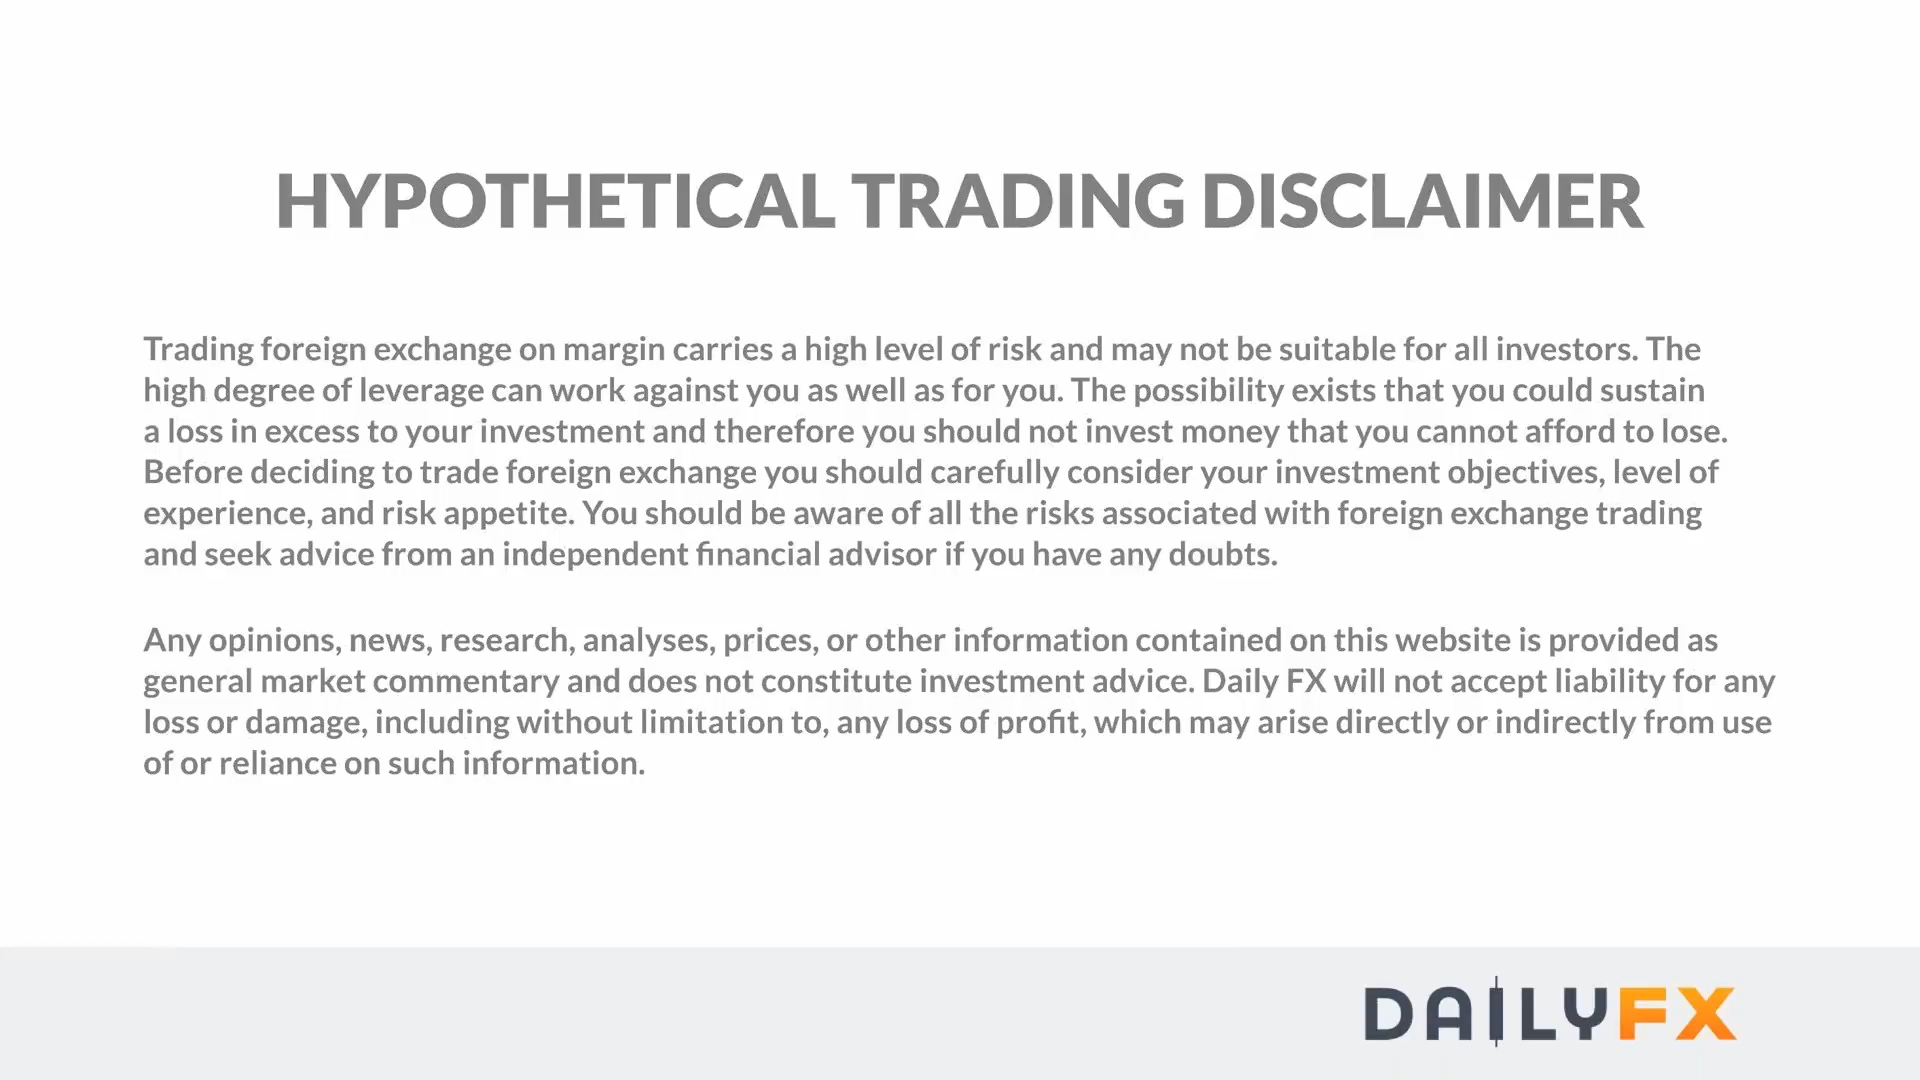 HYPOTHETICAL TRADING DISCLAIMER
Trading foreign exchange on margin carries a high level of risk and may not be suitable for all investors. The
high degree of leverage can work against you as well as for you. The possibility exists that you could sustain
a loss in excess to your investment and therefore you should not invest money that you cannot afford to lose.
Before deciding to trade foreign exchange you should carefully consider your investment objectives, level of
experience, and risk appetite. You should be aware of all the risks associated with foreign exchange trading
and seek advice from an independent financial advisor if you have any doubts.
Any opinions, news, research, analyses, prices, or other information contained on this website is provided as
general market commentary and does not constitute investment advice. Daily FX will not accept liability for any
loss or damage, including without limitation to, any loss of profit, which may arise directly or indirectly from use
of or reliance on such information.
DAILYFX